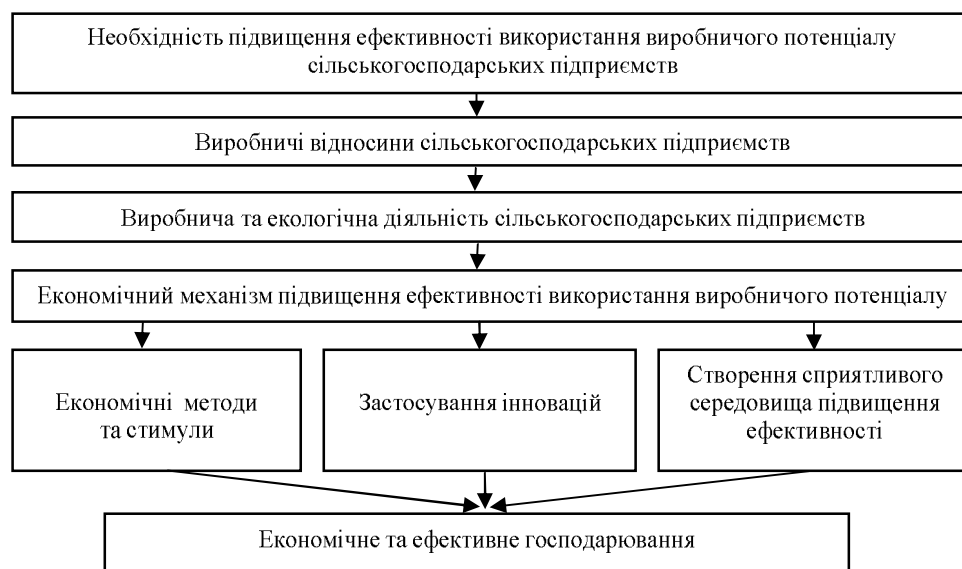 Необхідність підвищення ефективності використання виробничого потенціалу
сільськогосподарських підприємств
Виробничі відносини сільськогосподарських підприємств
Виробнича та екологічна діяльність сільськогосподарських підприємств
Економічний механізм підвищення ефективності використання виробничого потенціалу
Економічні методи
та стимули
Застосування інновацій
Створення сприятливого
середовища підвищення
ефективності
Економічне та ефективне господарювання